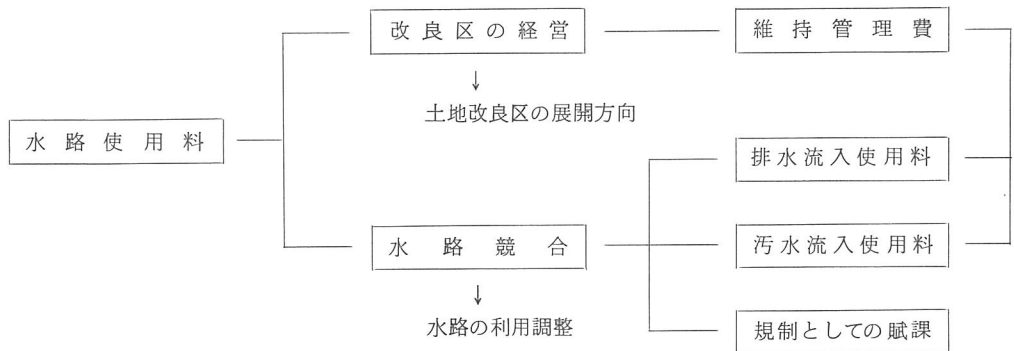 改良区の経営
維持管理費
土地改良区の展開方向
水路使用料
排水流入使用料
水路競合
汚水流入使用料
水路の利用調整
規制としての賦課